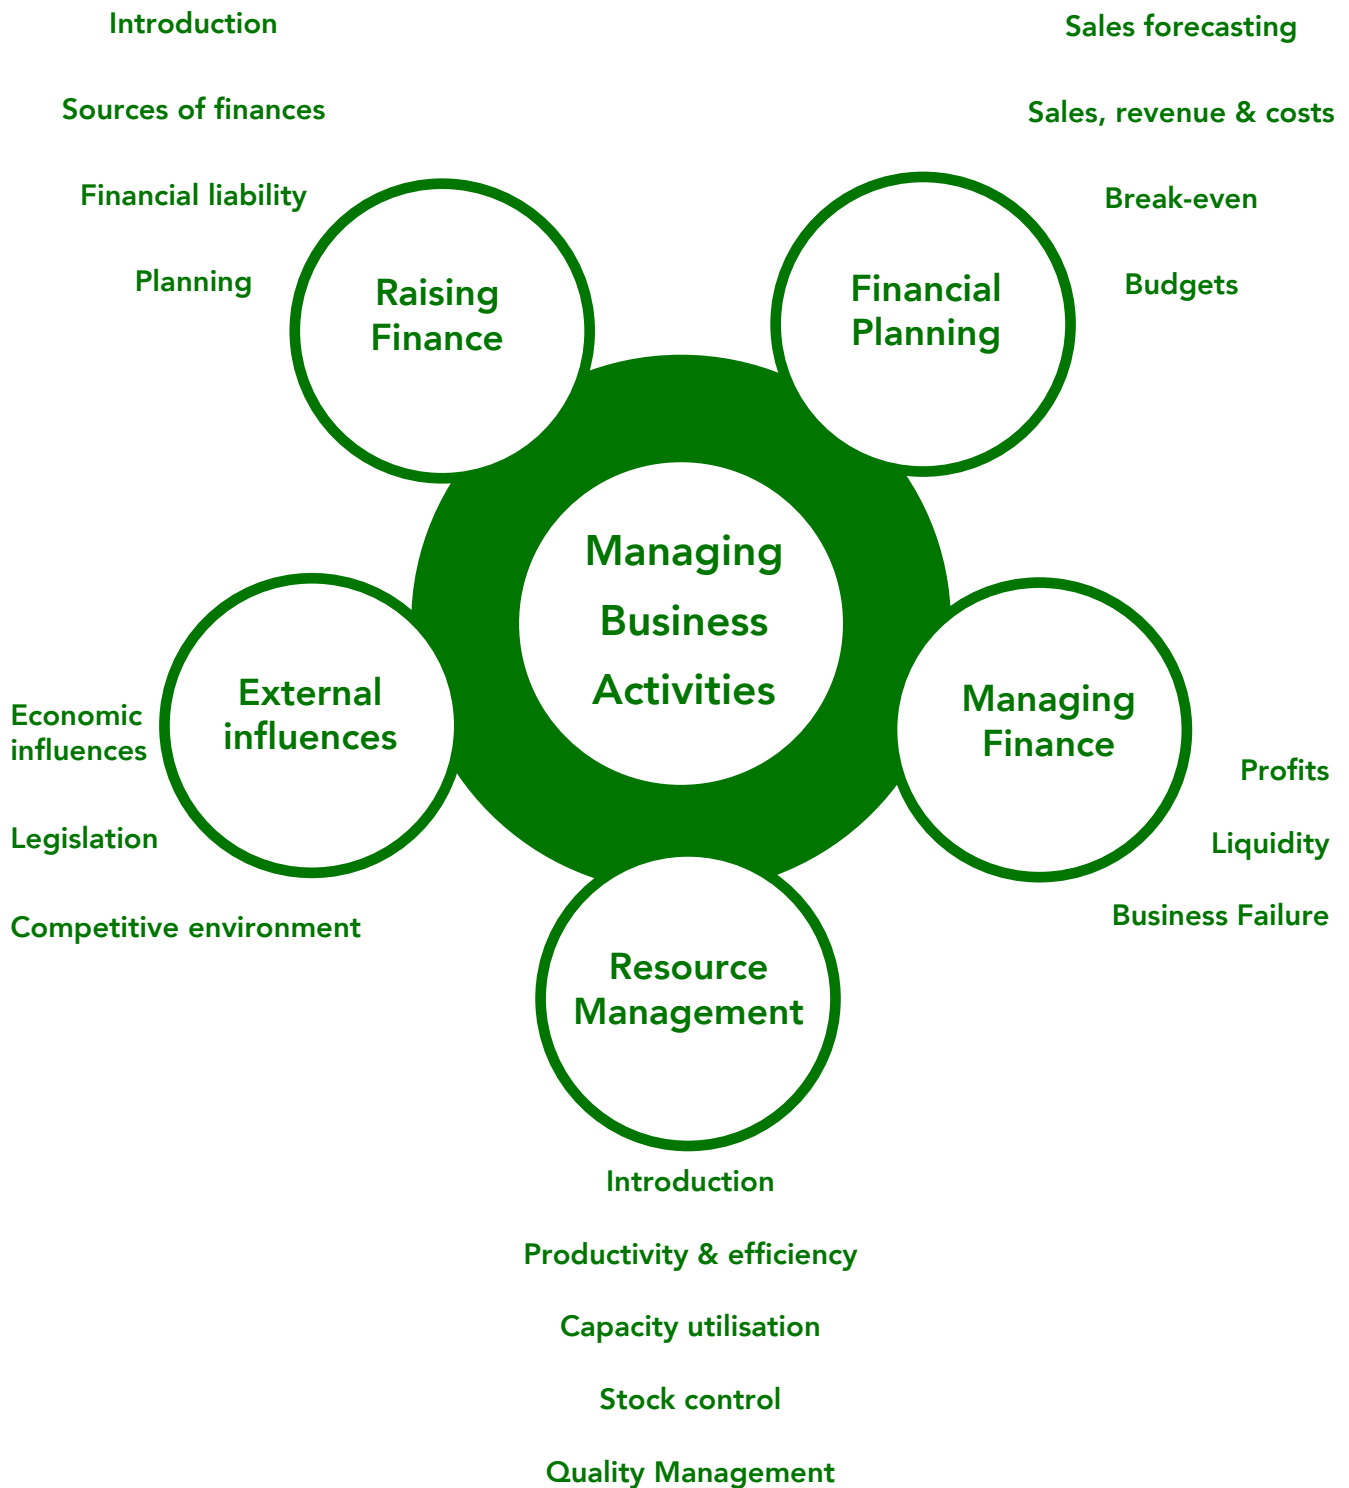 Introduction
Sources of finances
Financial liability
Planning
Raising
Finance
Sales forecasting
Sales, revenue & costs
Break-even
Budgets
Financial
Planning
Managing
Business
Activities
External
influences
Economic
influences
Legislation
Competitive environment
Managing
Finance
Profits
Liquidity
Business Failure
Resource
Management
Introduction
Productivity & efficiency
Capacity utilisation
Stock control
Quality Management